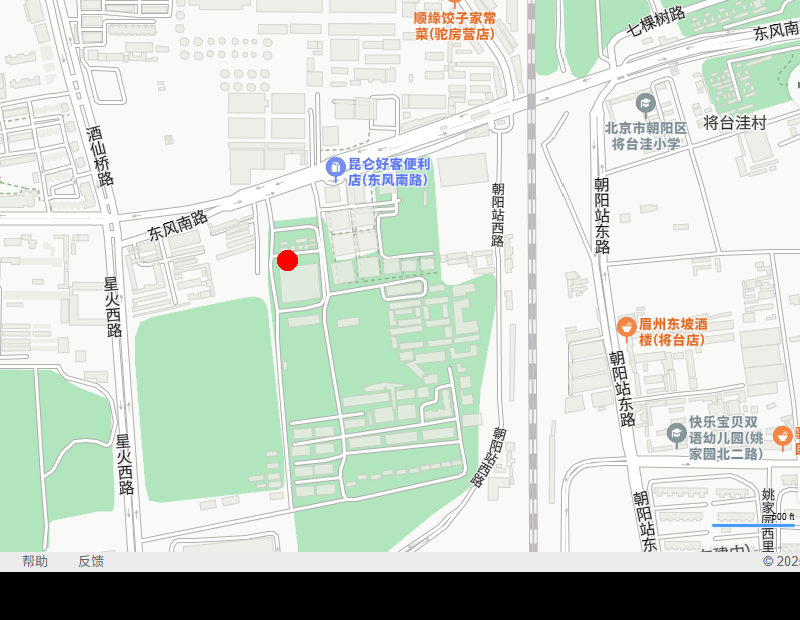 顺缘饺子家常
菜(驼房营店)
七棵树路
东风南
酒仙桥路
北京市朝阳区
将台洼小学
将台洼村
昆仑好客便利
店(东风南路)
东风南路
朝阳站西路
朝阳站东路
星火西路
眉州东坡酒
楼(将台店)
朝阳站东路
快乐宝贝双
语幼儿园(姚
家园北二路)
星火西路
朝阳站西路
朝阳站东
姚家园西里
500 ft
帮助
反馈
© 202